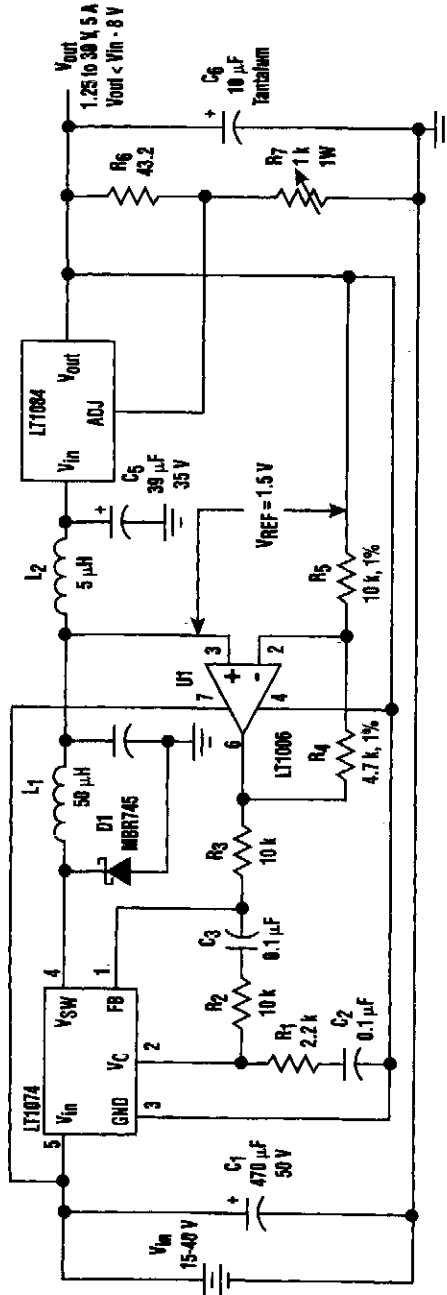 Vout
1.25 to 30 V, 5 A
Vout < Vin - 8 V
C6
10 µF
Tantalum
R6
43.2
R7
1 k
1W
LT1084
Vin
Vout
ADJ
C5
39 µF
35 V
L2
5 µH
VREF = 1.5 V
R5
10 k, 1%
U1
3
2
7
4
6
+
-
LT1006
R4
4.7 k, 1%
L1
58 µH
D1
MBR745
R3
10 k
C3
0.1 µF
R2
10 k
R1
2.2 k
C2
0.1 µF
LT1074
Vin
VSW
FB
VC
GND
5
4
1
2
3
C1
470 µF
50 V
Vin
15-40 V